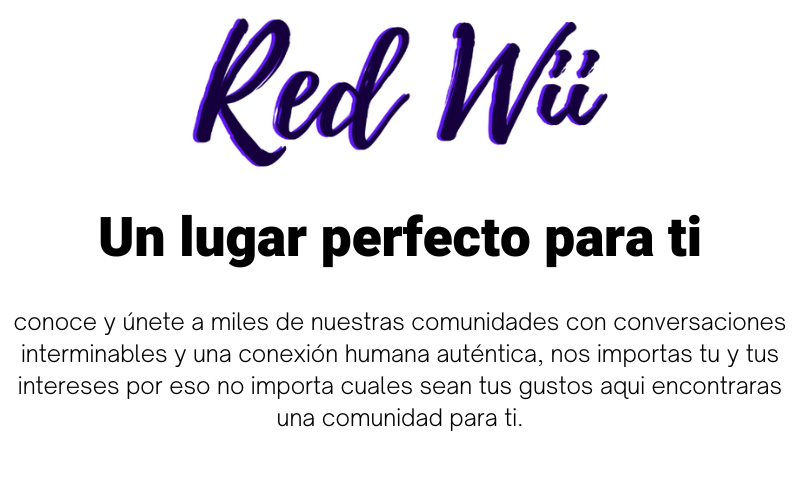 Red Wii
Un lugar perfecto para ti
conoce y únete a miles de nuestras comunidades con conversaciones
interminables y una conexión humana auténtica, nos importas tu y tus
intereses por eso no importa cuales sean tus gustos aqui encontraras
una comunidad para ti.